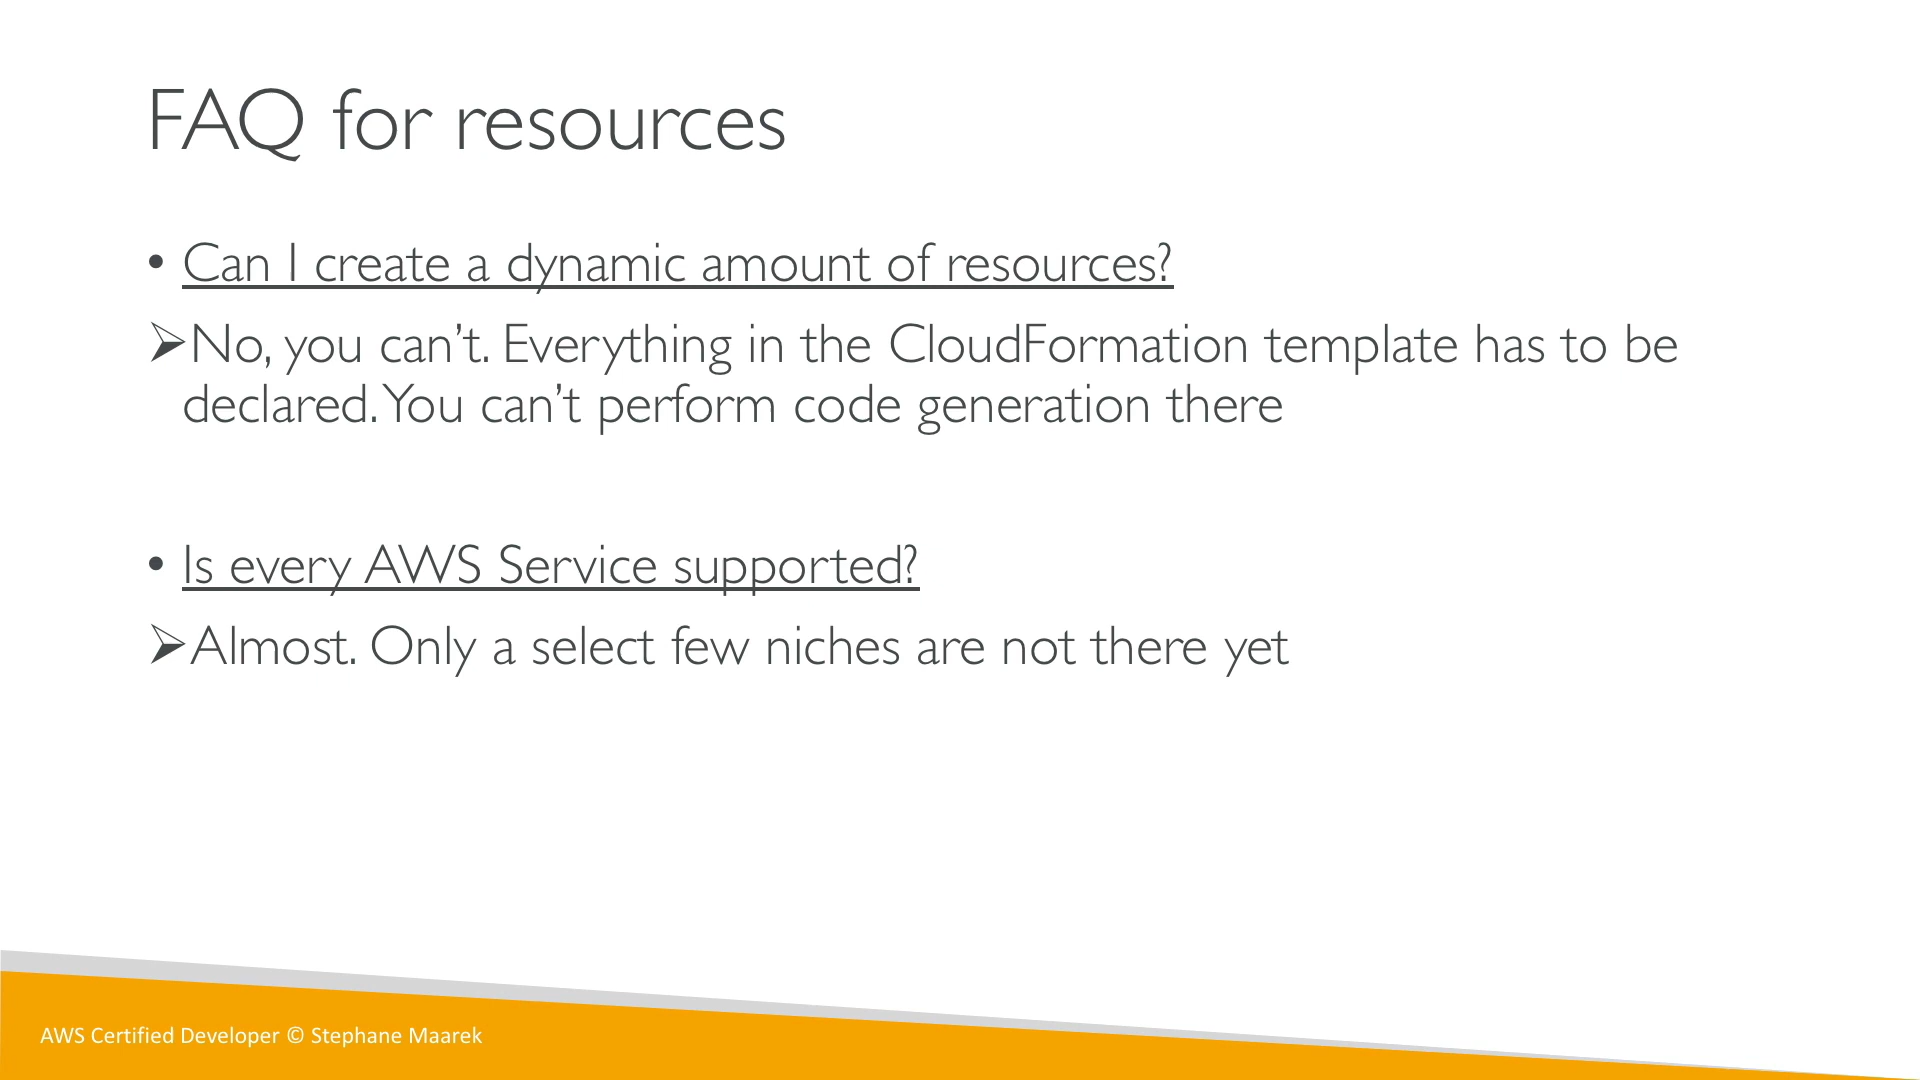 FAQ for resources
• Can I create a dynamic amount of resources?
➢No, you can’t. Everything in the CloudFormation template has to be
declared. You can’t perform code generation there
• Is every AWS Service supported?
➢Almost. Only a select few niches are not there yet
AWS Certified Developer © Stephane Maarek